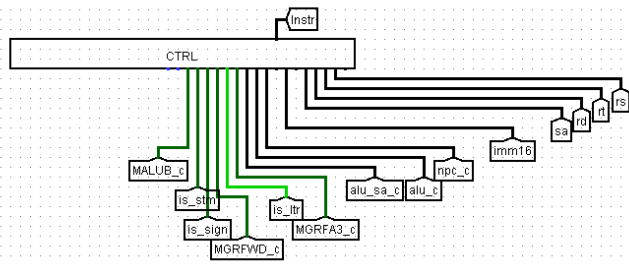 Instr
CTRL
rs
rt
rd
sa
imm16
MALUB_c
npc_c
alu_sa_c
alu_c
is_stm
is_ltr
is_sign
MGRFA3_c
MGRFWD_c